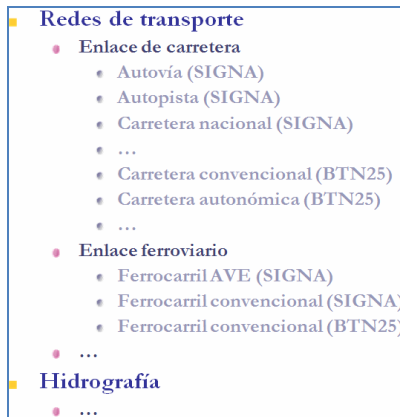 Redes de transporte
Enlace de carretera
Autovía (SIGNA)
Autopista (SIGNA)
Carretera nacional (SIGNA)
…
Carretera convencional (BTN25)
Carretera autonómica (BTN25)
…
Enlace ferroviario
Ferrocarril AVE (SIGNA)
Ferrocarril convencional (SIGNA)
Ferrocarril convencional (BTN25)
…
Hidrografía
…